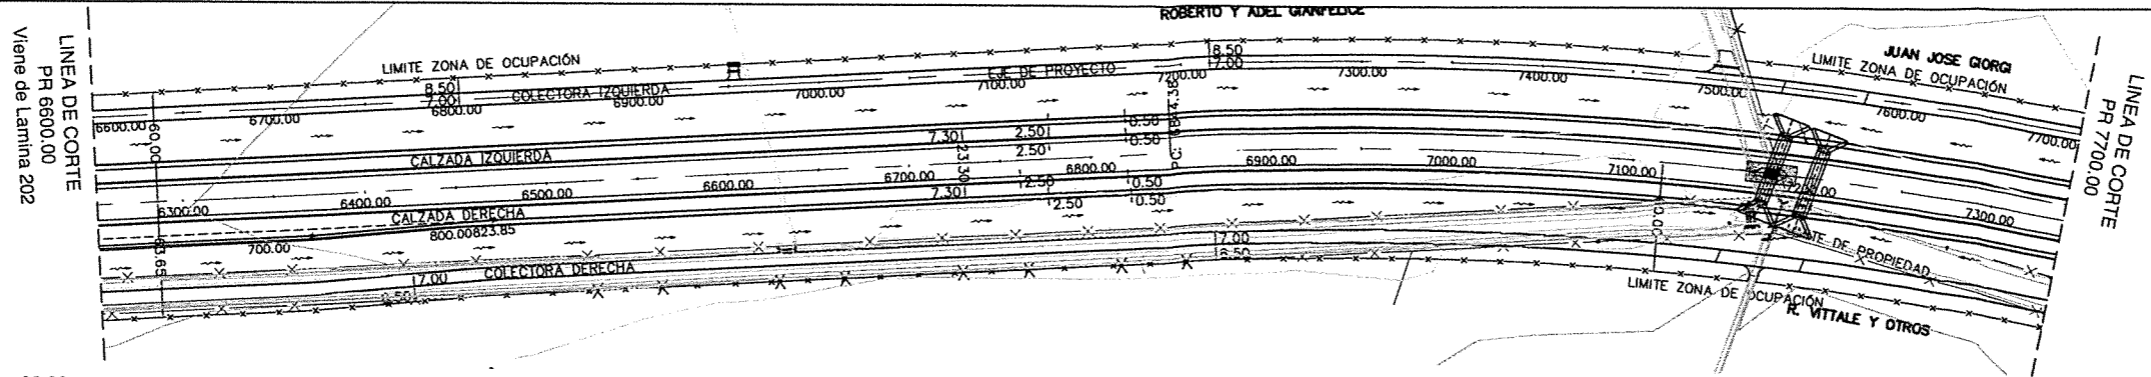 ROBERTO Y ADEL GIANFELICE
LINEA DE CORTE
PR 6600.00
Viene de Lamina 202
LIMITE ZONA DE OCUPACIÓN
8.50
7.00
COLECTORA IZQUIERDA
EJE DE PROYECTO
8.50
7.00
JUAN JOSE GIORGI
LIMITE ZONA DE OCUPACIÓN
LINEA DE CORTE
PR 7700.00
6600.00
6700.00
6800.00
6900.00
7000.00
7100.00
7200.00
7300.00
7400.00
7500.00
7600.00
7700.00
60.00
CALZADA IZQUIERDA
7.30
2.50
0.50
0.50
2.50
23.30
6300.00
6400.00
6500.00
6600.00
6700.00
6800.00
6900.00
7000.00
7100.00
7300.00
CALZADA DERECHA
7.30
2.50
0.50
2.50
0.50
63.65
700.00
800.00
823.85
7.00
COLECTORA DERECHA
7.00
8.50
DE PROPIEDAD
LIMITE ZONA DE OCUPACIÓN
R. VITTALE Y OTROS